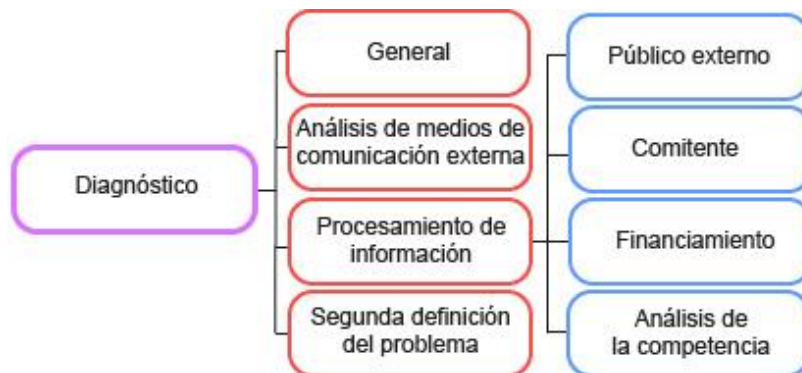 Diagnóstico
General
Análisis de medios de
comunicación externa
Procesamiento de
información
Segunda definición
del problema
Público externo
Comitente
Financiamiento
Análisis de
la competencia